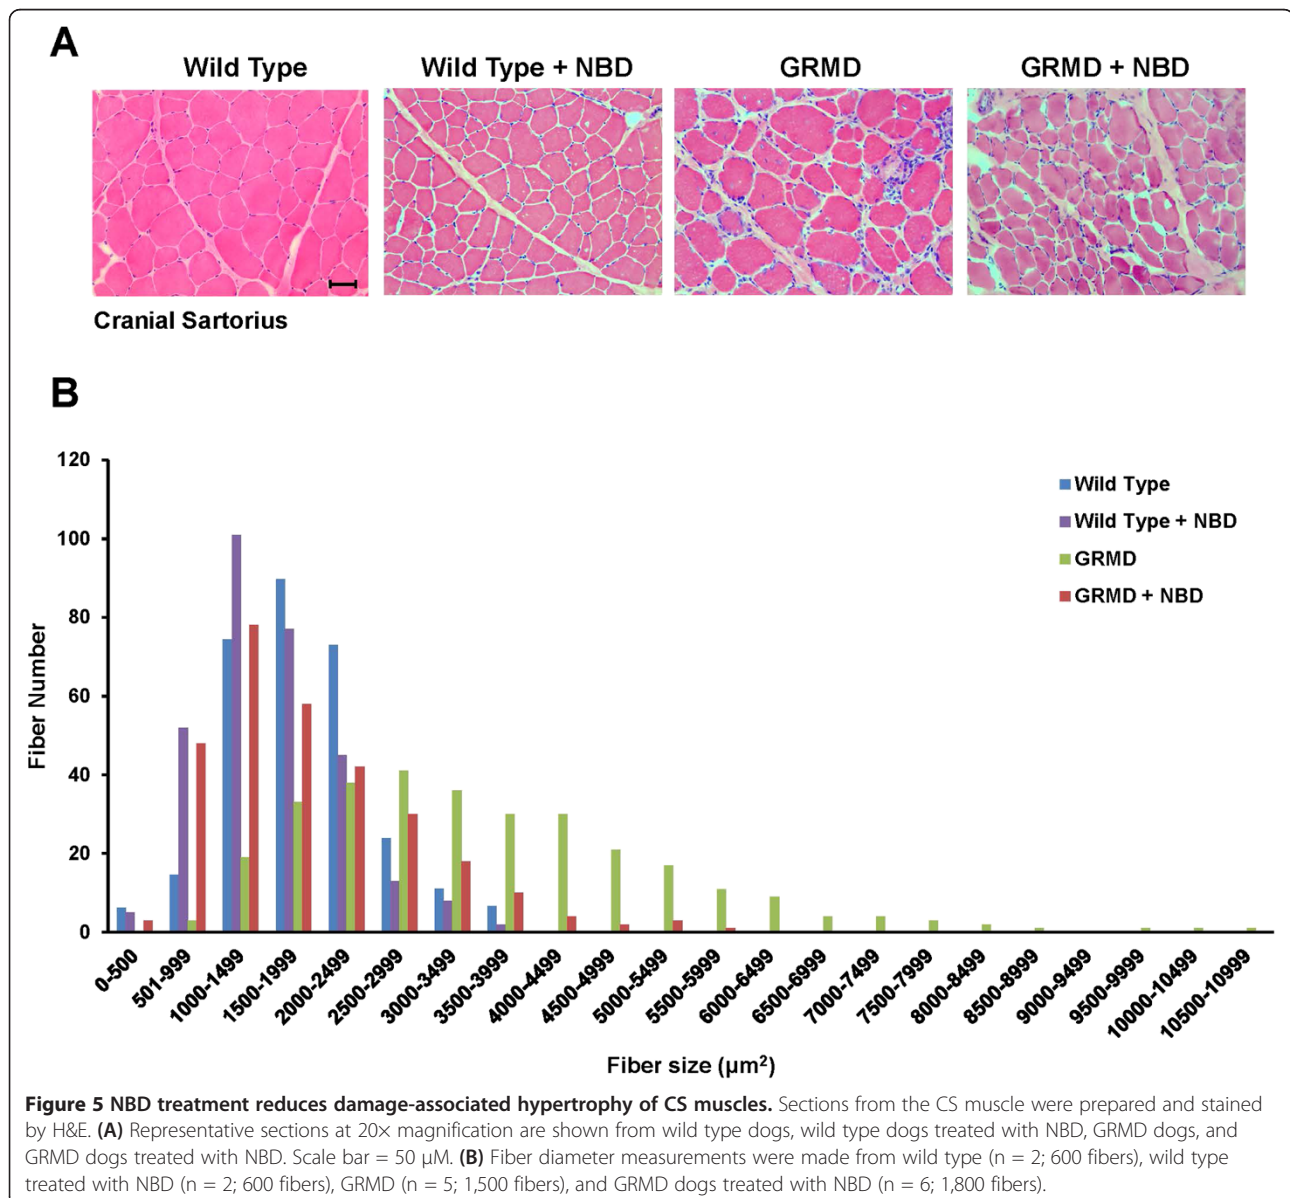 A
Wild Type
Wild Type + NBD
GRMD
GRMD + NBD
Cranial Sartorius
B
120
100
80
60
40
20
0
Fiber Number
Wild Type
Wild Type + NBD
GRMD
GRMD + NBD
0-500
501-999
1000-1499
1500-1999
2000-2499
2500-2999
3000-3499
3500-3999
4000-4499
4500-4999
5000-5499
5500-5999
6000-6499
6500-6999
7000-7499
7500-7999
8000-8499
8500-8999
9000-9499
9500-9999
10000-10499
10500-10999
Fiber size (µm²)
Figure 5 NBD treatment reduces damage-associated hypertrophy of CS muscles. Sections from the CS muscle were prepared and stained
by H&E. (A) Representative sections at 20× magnification are shown from wild type dogs, wild type dogs treated with NBD, GRMD dogs, and
GRMD dogs treated with NBD. Scale bar = 50 µM. (B) Fiber diameter measurements were made from wild type (n = 2; 600 fibers), wild type
treated with NBD (n = 2; 600 fibers), GRMD (n = 5; 1,500 fibers), and GRMD dogs treated with NBD (n = 6; 1,800 fibers).